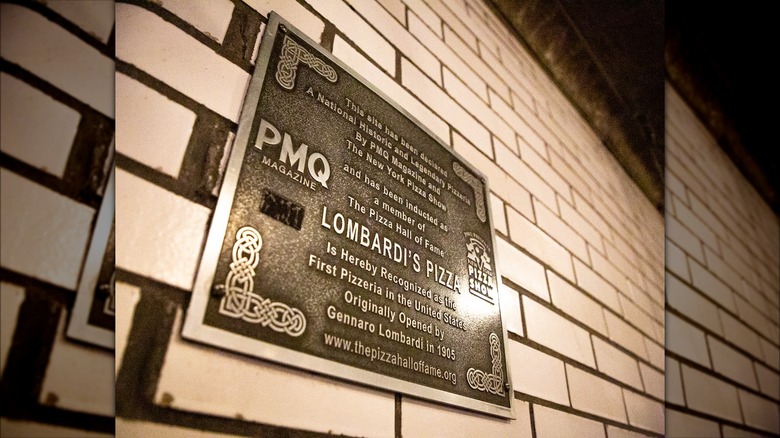 This site has been declared
A National Historic and Legendary Pizzeria
By PMQ Magazine and
The New York Pizza Show
and has been inducted as
a member of
The Pizza Hall of Fame
PMQ
MAGAZINE
LOMBARDI'S PIZZA
Is Hereby Recognized as the
First Pizzeria in the United States
Originally Opened by
Gennaro Lombardi in 1905
www.thepizzahalloffame.org
PIZZA
SHOW